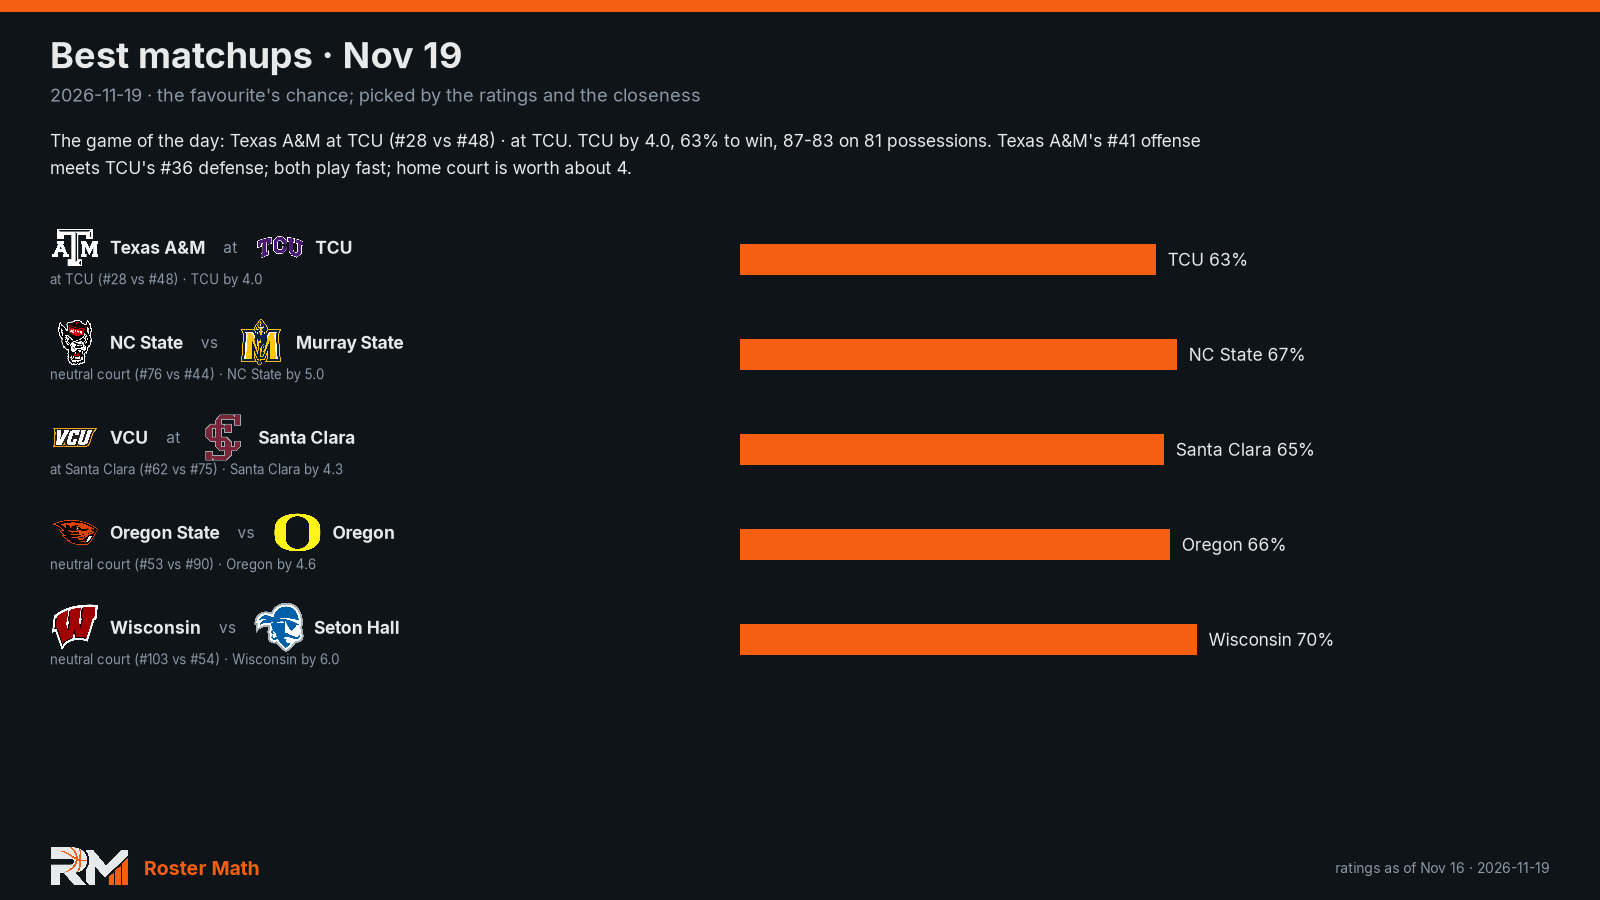 Best matchups · Nov 19
2026-11-19 · the favourite's chance; picked by the ratings and the closeness
The game of the day: Texas A&M at TCU (#28 vs #48) · at TCU. TCU by 4.0, 63% to win, 87-83 on 81 possessions. Texas A&M's #41 offense
meets TCU's #36 defense; both play fast; home court is worth about 4.
ATM Texas A&M at TCU TCU
at TCU (#28 vs #48) · TCU by 4.0
TCU 63%
NC State vs M Murray State
neutral court (#76 vs #44) · NC State by 5.0
NC State 67%
VCU VCU at SC Santa Clara
at Santa Clara (#62 vs #75) · Santa Clara by 4.3
Santa Clara 65%
Oregon State vs O Oregon
neutral court (#53 vs #90) · Oregon by 4.6
Oregon 66%
W Wisconsin vs Seton Hall
neutral court (#103 vs #54) · Wisconsin by 6.0
Wisconsin 70%
RM Roster Math
ratings as of Nov 16 · 2026-11-19